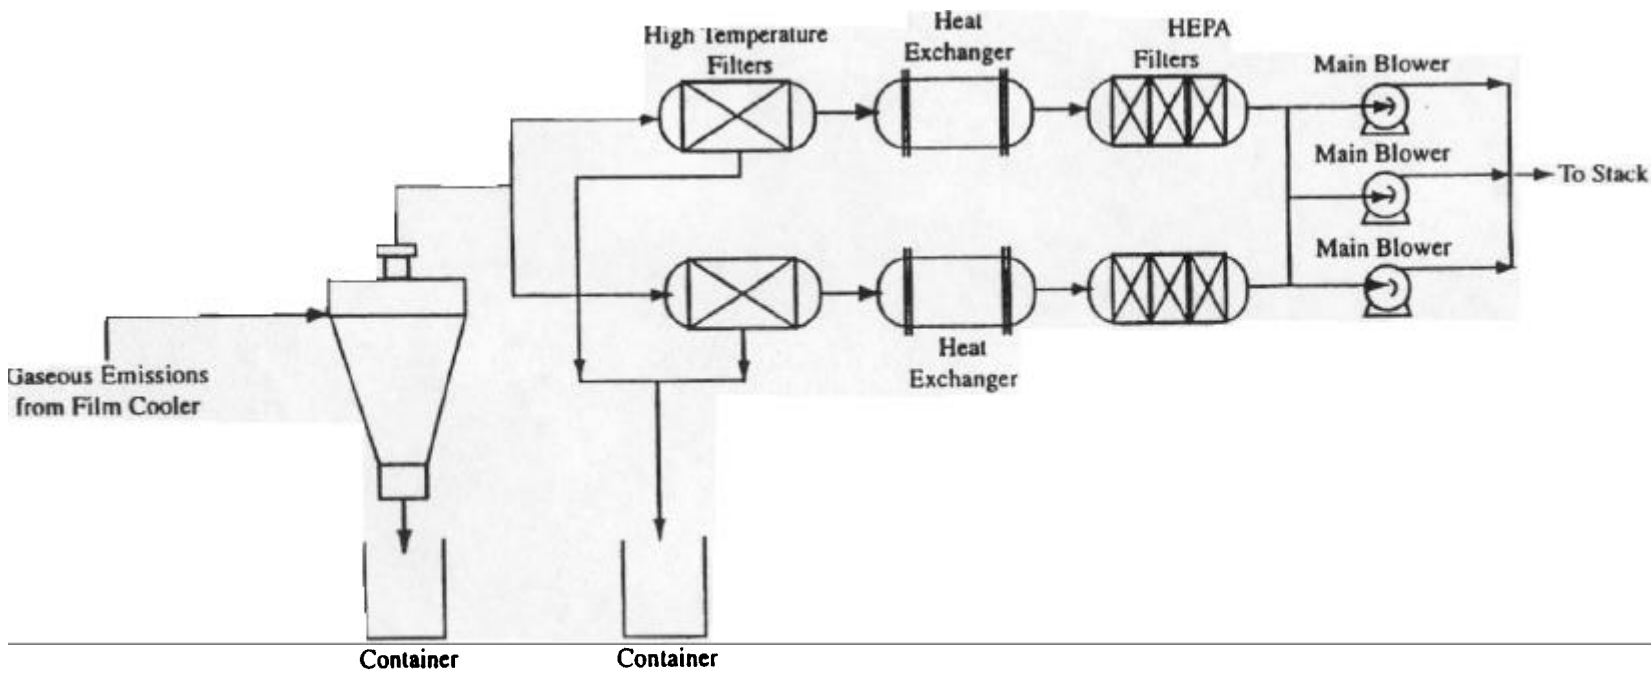 High Temperature
Filters
Heat
Exchanger
HEPA
Filters
Main Blower
Main Blower
To Stack
Main Blower
Gaseous Emissions
from Film Cooler
Heat
Exchanger
Container
Container